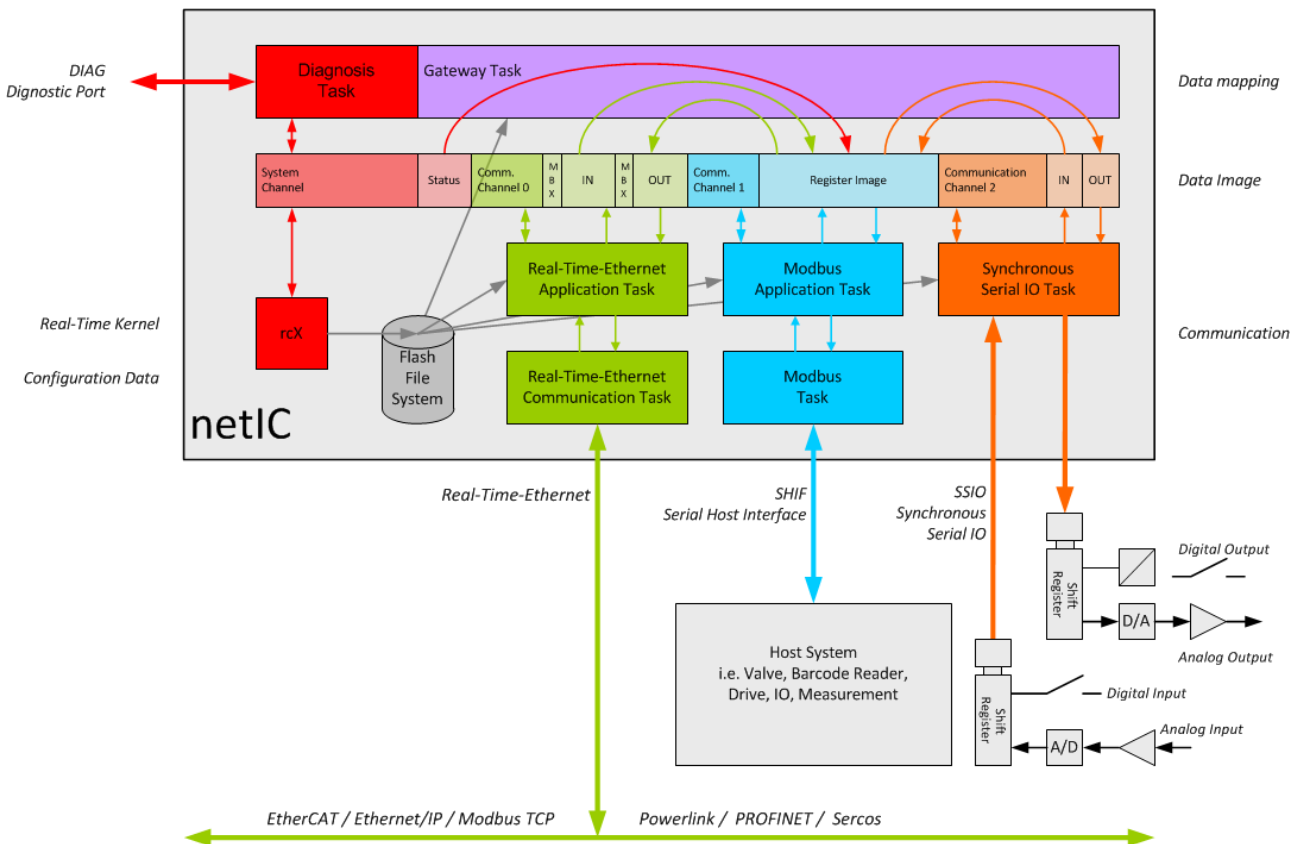 DIAG
Dignostic Port
Diagnosis
Task
Gateway Task
Data mapping
System
Channel
Status
Comm.
Channel 0
M
B
X
IN
M
B
X
OUT
Comm.
Channel 1
Register Image
Communication
Channel 2
IN
OUT
Data Image
Real-Time-Ethernet
Application Task
Modbus
Application Task
Synchronous
Serial IO Task
Real-Time Kernel
rcX
Communication
Configuration Data
Flash
File
System
Real-Time-Ethernet
Communication Task
Modbus
Task
netIC
Real-Time-Ethernet
SHIF
Serial Host Interface
SSIO
Synchronous
Serial IO
Shift
Register
Digital Output
D/A
Analog Output
Host System
i.e. Valve, Barcode Reader,
Drive, IO, Measurement
Shift
Register
Digital Input
Analog Input
A/D
EtherCAT / Ethernet/IP / Modbus TCP
Powerlink / PROFINET / Sercos